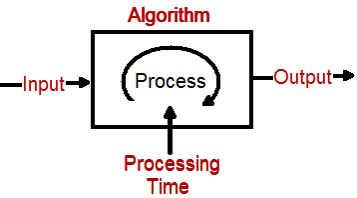 Algorithm
Input
Process
Output
Processing
Time